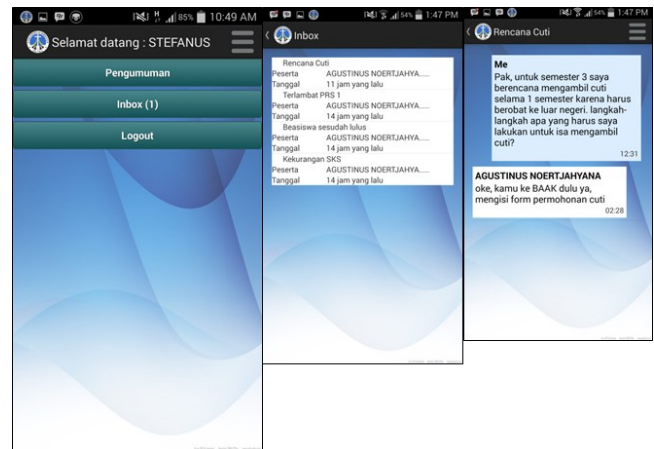 85% 10:49 AM
Selamat datang : STEFANUS
Pengumuman
Inbox (1)
Logout
54% 1:47 PM
Inbox
Rencana Cuti
Peserta AGUSTINUS NOERTJAHYA.....
Tanggal 11 jam yang lalu
Terlambat PRS 1
Peserta AGUSTINUS NOERTJAHYA.....
Tanggal 14 jam yang lalu
Beasiswa sesudah lulus
Peserta AGUSTINUS NOERTJAHYA.....
Tanggal 14 jam yang lalu
Kekurangan SKS
Peserta AGUSTINUS NOERTJAHYA.....
Tanggal 14 jam yang lalu
54% 1:47 PM
Rencana Cuti
Me
Pak, untuk semester 3 saya
berencana mengambil cuti
selama 1 semester karena harus
berobat ke luar negeri. langkah-
langkah apa yang harus saya
lakukan untuk isa mengambil
cuti?
12:31
AGUSTINUS NOERTJAHYANA
oke, kamu ke BAAK dulu ya,
mengisi form permohonan cuti
02:28